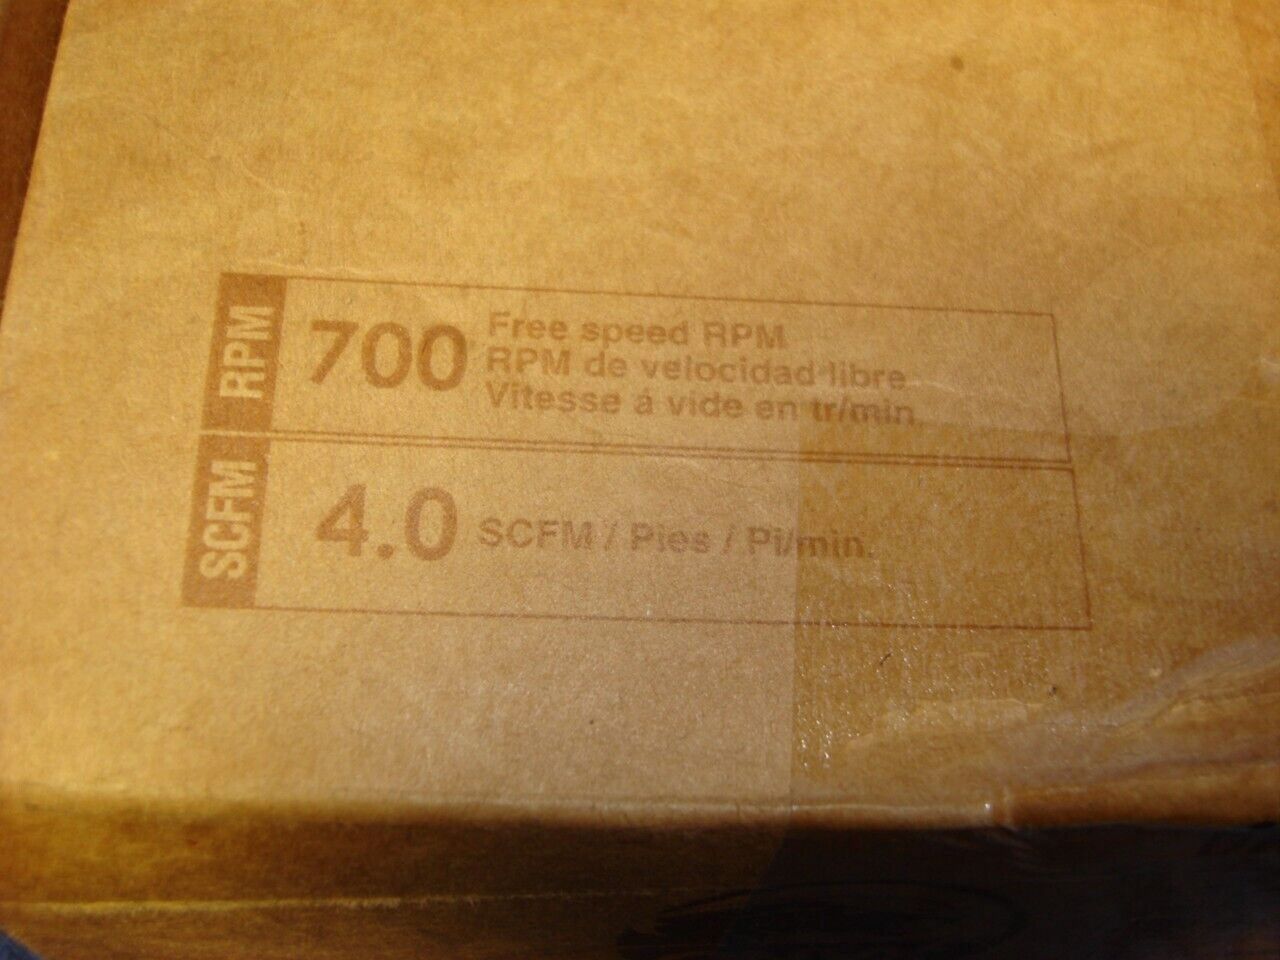 RPM
700
Free speed RPM
RPM de velocidad libre
Vitesse à vide en tr/min.
SCFM
4.0
SCFM / Pies / Pi/min.